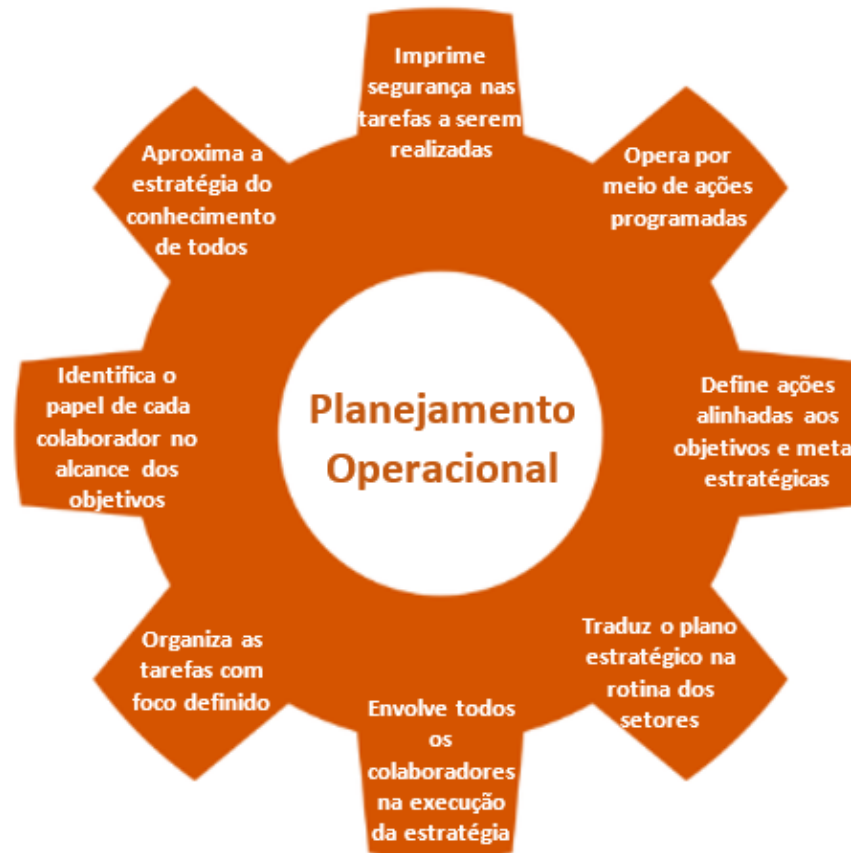 Imprime
segurança nas
tarefas a serem
realizadas
Opera por
meio de ações
programadas
Define ações
alinhadas aos
objetivos e meta
estratégicas
Traduz o plano
estratégico na
rotina dos
setores
Envolve todos
os
colaboradores
na execução
da estratégia
Organiza as
tarefas com
foco definido
Identifica o
papel de cada
colaborador no
alcance dos
objetivos
Aproxima a
estratégia do
conhecimento
de todos
Planejamento
Operacional